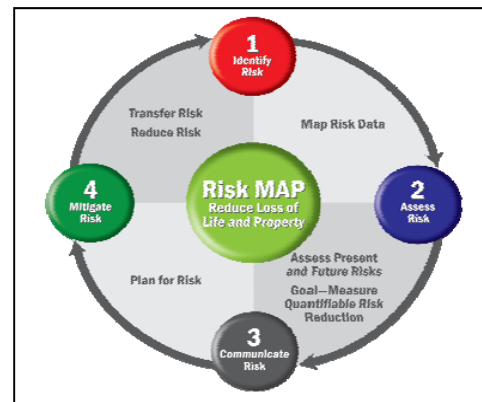 1
Identify
Risk
Transfer Risk
Reduce Risk
Map Risk Data
4
Mitigate
Risk
Risk MAP
Reduce Loss of
Life and Property
2
Assess
Risk
Plan for Risk
Assess Present
and Future Risks
Goal—Measure
Quantifiable Risk
Reduction
3
Communicate
Risk